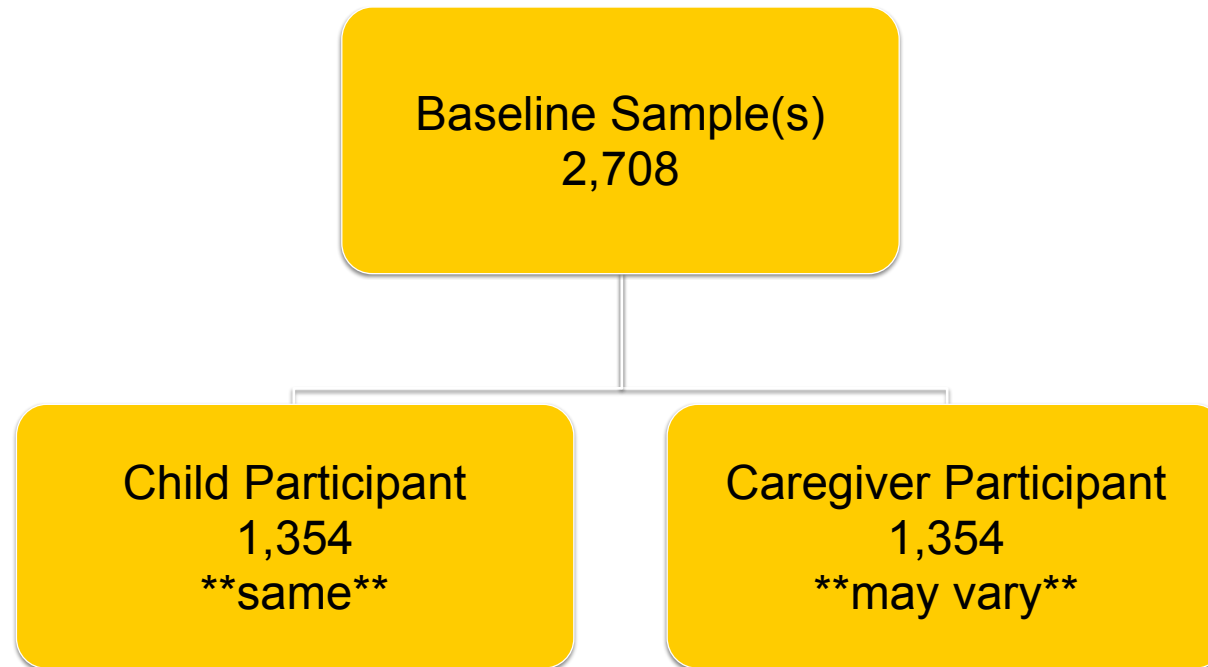 Baseline Sample(s)
2,708
Child Participant
1,354
**same**
Caregiver Participant
1,354
**may vary**